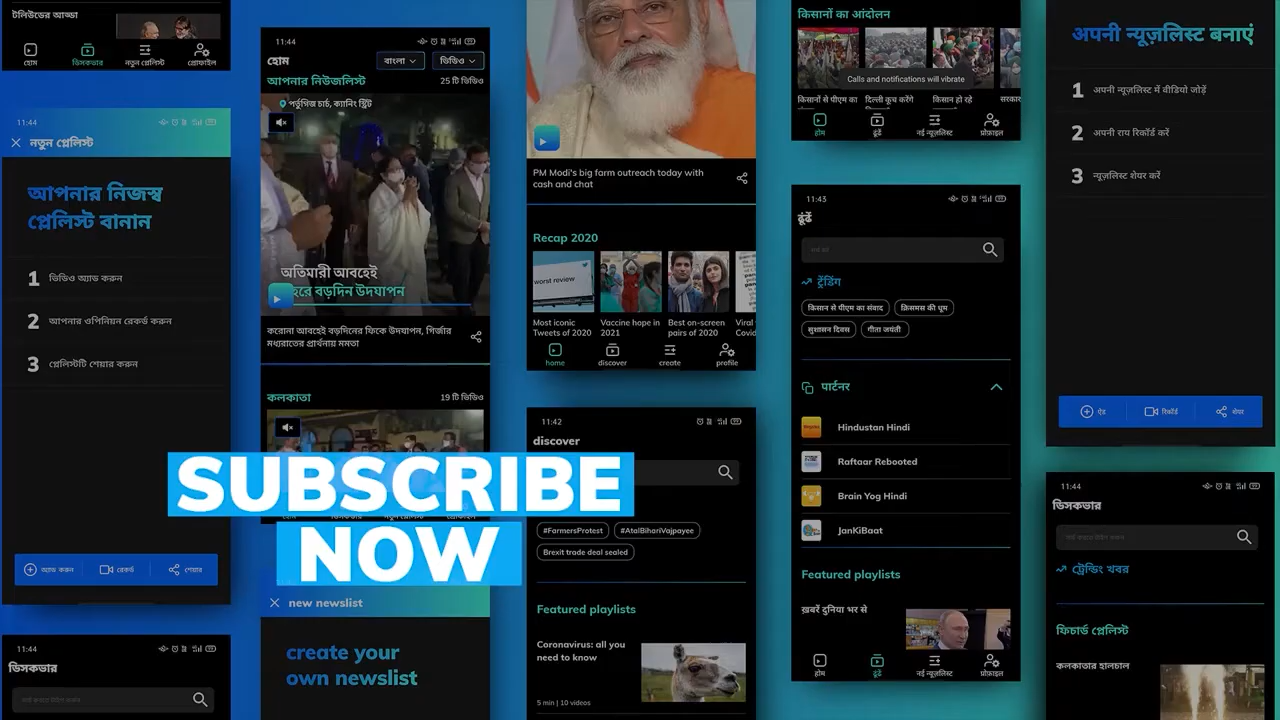 টলিউডের আড্ডা
হোম
ডিসকভার
নতুন প্লেলিস্ট
প্রোফাইল
11:44
নতুন প্লেলিস্ট
আপনার নিজস্ব
প্লেলিস্ট বানান
1 ভিডিও অ্যাড করুন
2 আপনার ওপিনিয়ন রেকর্ড করুন
3 প্লেলিস্টটি শেয়ার করুন
অ্যাড করুন
রেকর্ড
শেয়ার
11:44
ডিসকভার
11:44
হোম
বাংলা
ভিডিও
আপনার নিউজলিস্ট
25 টি ভিডিও
পর্তুগিজ চার্চ, ক্যানিং স্ট্রিট
অতিমারী আবহেই
হরে বড়দিন উদযাপন
করোনা আবহেই বড়দিনের ফিকে উদযাপন, গির্জার
মধ্যরাতের প্রার্থনায় মমতা
কলকাতা
19 টি ভিডিও
SUBSCRIBE
NOW
new newslist
create your
own newslist
PM Modi's big farm outreach today with
cash and chat
Recap 2020
worst review
Most iconic
Tweets of 2020
Vaccine hope in
2021
Best on-screen
pairs of 2020
Viral
Covid
home
discover
create
profile
11:42
discover
#FarmersProtest
#AtalBihariVajpayee
Brexit trade deal sealed
Featured playlists
Coronavirus: all you
need to know
5 min | 10 videos
किसानों का आंदोलन
Calls and notifications will vibrate
किसानों से पीएम का
दिल्ली कूच करेंगे
किसान हो रहे
सरकार
होम
ढूंढें
नई न्यूज़लिस्ट
प्रोफ़ाइल
11:43
ढूंढें
सर्च करें
ट्रेंडिंग
किसान से पीएम का संवाद
क्रिसमस की धूम
सुशासन दिवस
गीता जयंती
पार्टनर
Hindustan Hindi
Raftaar Rebooted
Brain Yog Hindi
JanKiBaat
Featured playlists
ख़बरें दुनिया भर से
होम
ढूंढें
नई न्यूज़लिस्ट
प्रोफ़ाइल
अपनी न्यूज़लिस्ट बनाएं
1 अपनी न्यूज़लिस्ट में वीडियो जोड़ें
2 अपनी राय रिकॉर्ड करें
3 न्यूज़लिस्ट शेयर करें
ऐड
रिकॉर्ड
शेयर
11:44
ডিসকভার
ট্রেন্ডিং খবর
ফিচার্ড প্লেলিস্ট
কলকাতার হালচাল